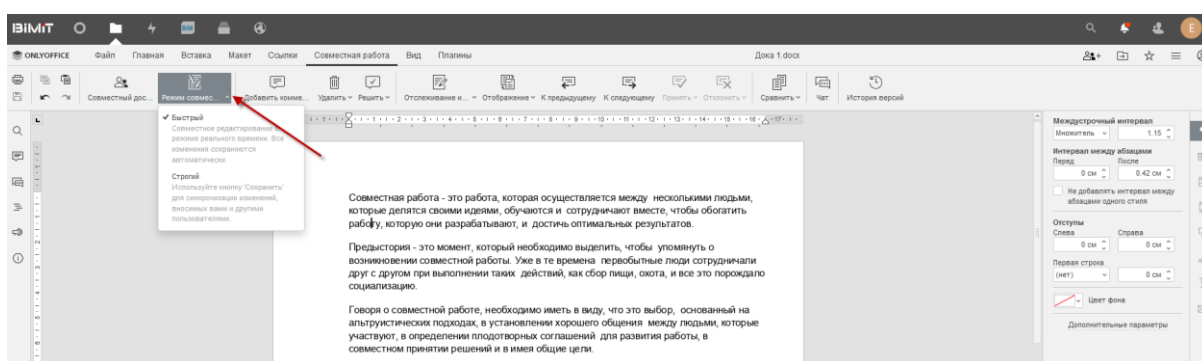 BiMiT
BIM
E
ONLYOFFICE Файл Главная Вставка Макет Ссылки Совместная работа Вид Плагины Дока 1.docx
Совместный дос... Режим совмес... Добавить комме... Удалить Решить Отслеживание и... Отображение К предыдущему К следующему Принять Отклонить Сравнить Чат История версий
Быстрый
Совместное редактирование в
режиме реального времени. Все
изменения сохраняются
автоматически.
Строгий
Используйте кнопку 'Сохранить'
для синхронизации изменений,
вносимых вами и другими
пользователями.
Совместная работа - это работа, которая осуществляется между несколькими людьми,
которые делятся своими идеями, обучаются и сотрудничают вместе, чтобы обогатить
работу, которую они разрабатывают, и достичь оптимальных результатов.
Предыстория - это момент, который необходимо выделить, чтобы упомянуть о
возникновении совместной работы. Уже в те времена первобытные люди сотрудничали
друг с другом при выполнении таких действий, как сбор пищи, охота, и все это порождало
социализацию.
Говоря о совместной работе, необходимо иметь в виду, что это выбор, основанный на
альтруистических подходах, в установлении хорошего общения между людьми, которые
участвуют, в определении плодотворных соглашений для развития работы, в
совместном принятии решений и в имея общие цели.
Междустрочный интервал
Множитель 1.15
Интервал между абзацами
Перед После
0 см 0.42 см
Не добавлять интервал между
абзацами одного стиля
Отступы
Слева Справа
0 см 0 см
Первая строка
(нет) 0 см
Цвет фона
Дополнительные параметры